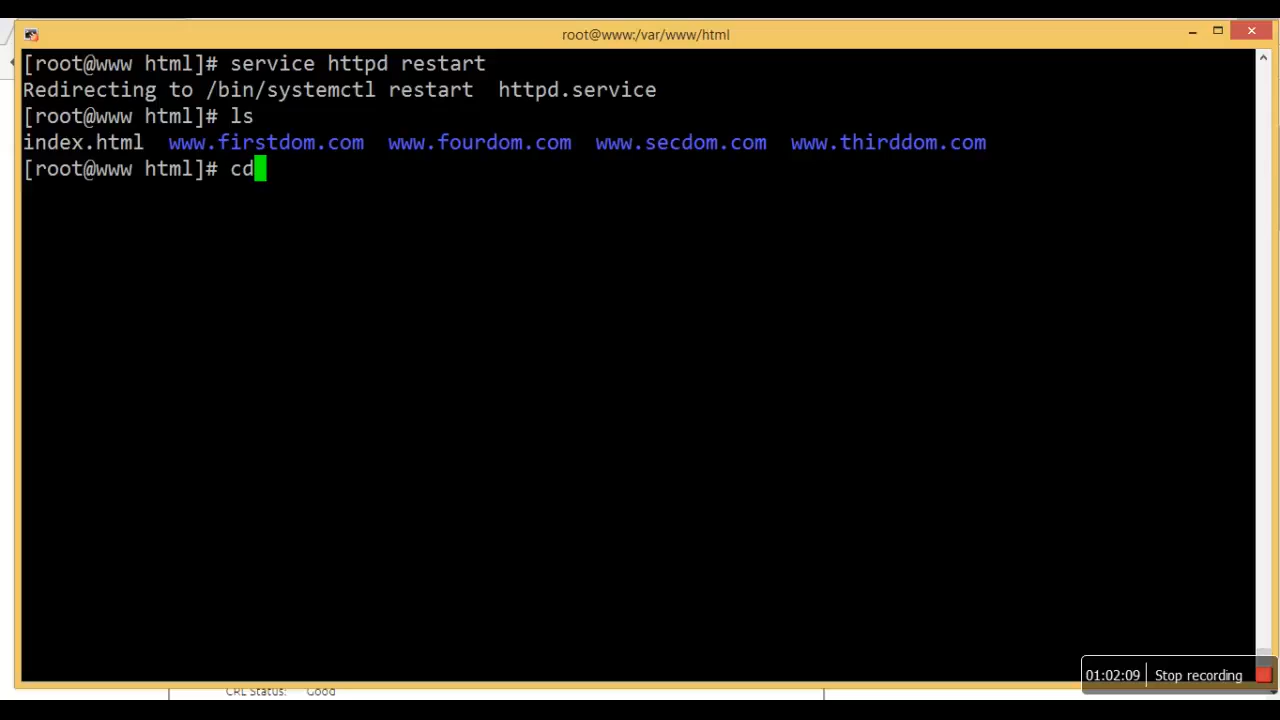 root@www:/var/www/html
[root@www html]# service httpd restart
Redirecting to /bin/systemctl restart  httpd.service
[root@www html]# ls
index.html  www.firstdom.com  www.fourdom.com  www.secdom.com  www.thirddom.com
[root@www html]# cd
01:02:09 Stop recording
CRL Status: Good